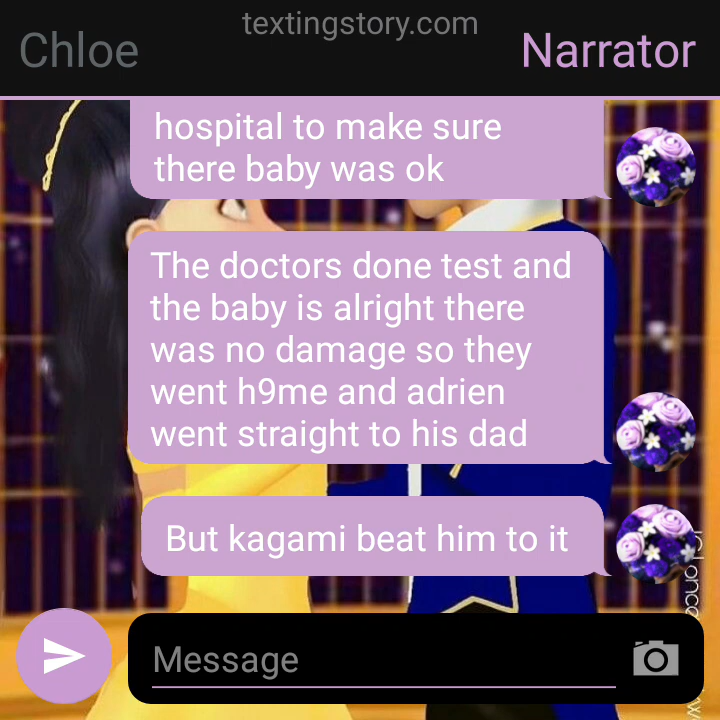 textingstory.com
Chloe
Narrator
hospital to make sure
there baby was ok
The doctors done test and
the baby is alright there
was no damage so they
went h9me and adrien
went straight to his dad
But kagami beat him to it
Message